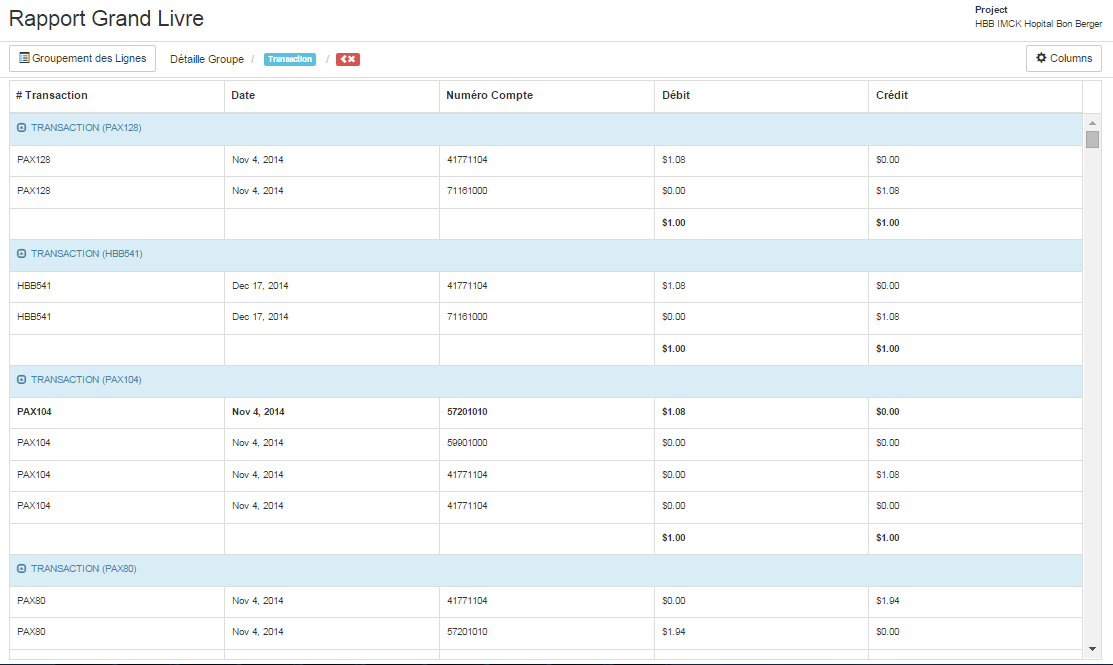 Rapport Grand Livre
Project
HBB IMCK Hopital Bon Berger
Groupement des Lignes Détaille Groupe / Transaction / Columns
# Transaction Date Numéro Compte Débit Crédit
TRANSACTION (PAX128)
PAX128 Nov 4, 2014 41771104 $1.08 $0.00
PAX128 Nov 4, 2014 71161000 $0.00 $1.08
$1.00 $1.00
TRANSACTION (HBB541)
HBB541 Dec 17, 2014 41771104 $1.08 $0.00
HBB541 Dec 17, 2014 71161000 $0.00 $1.08
$1.00 $1.00
TRANSACTION (PAX104)
PAX104 Nov 4, 2014 57201010 $1.08 $0.00
PAX104 Nov 4, 2014 59901000 $0.00 $0.00
PAX104 Nov 4, 2014 41771104 $0.00 $1.08
PAX104 Nov 4, 2014 41771104 $0.00 $0.00
$1.00 $1.00
TRANSACTION (PAX80)
PAX80 Nov 4, 2014 41771104 $0.00 $1.94
PAX80 Nov 4, 2014 57201010 $1.94 $0.00